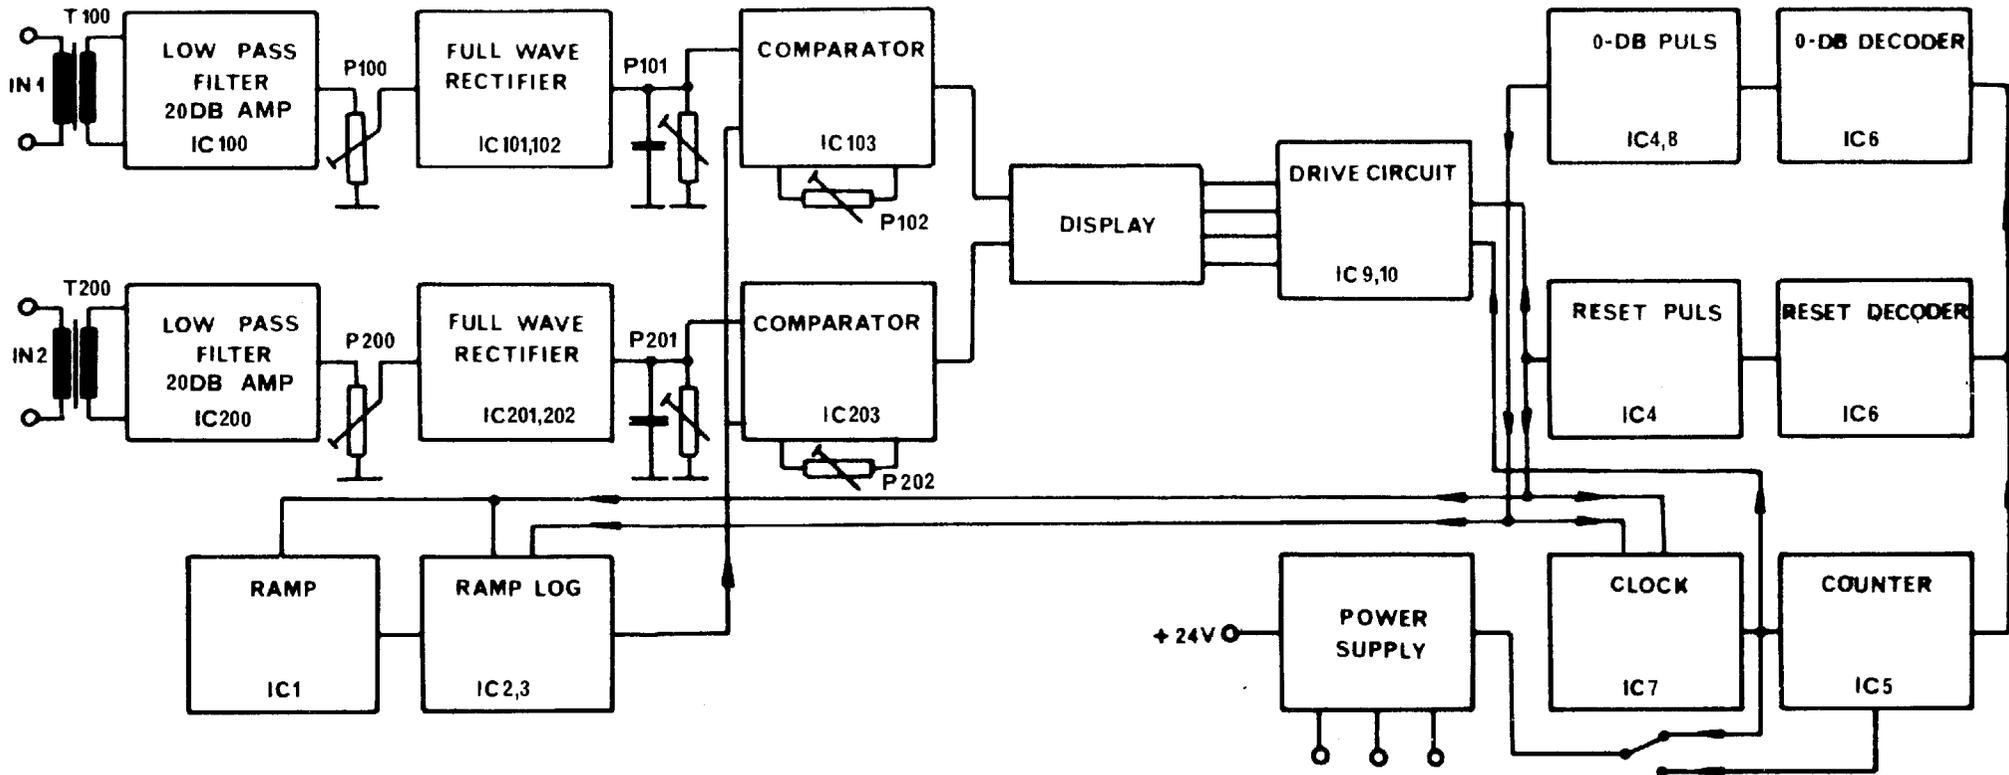 T100
IN1
LOW PASS
FILTER
20DB AMP
IC100
P100
FULL WAVE
RECTIFIER
IC101,102
P101
COMPARATOR
IC103
P102
T200
IN2
LOW PASS
FILTER
20DB AMP
IC200
P200
FULL WAVE
RECTIFIER
IC201,202
P201
COMPARATOR
IC203
P202
DISPLAY
DRIVE CIRCUIT
IC9,10
0-DB PULS
IC4,8
0-DB DECODER
IC6
RESET PULS
IC4
RESET DECODER
IC6
RAMP
IC1
RAMP LOG
IC2,3
+24V
POWER
SUPPLY
CLOCK
IC7
COUNTER
IC5